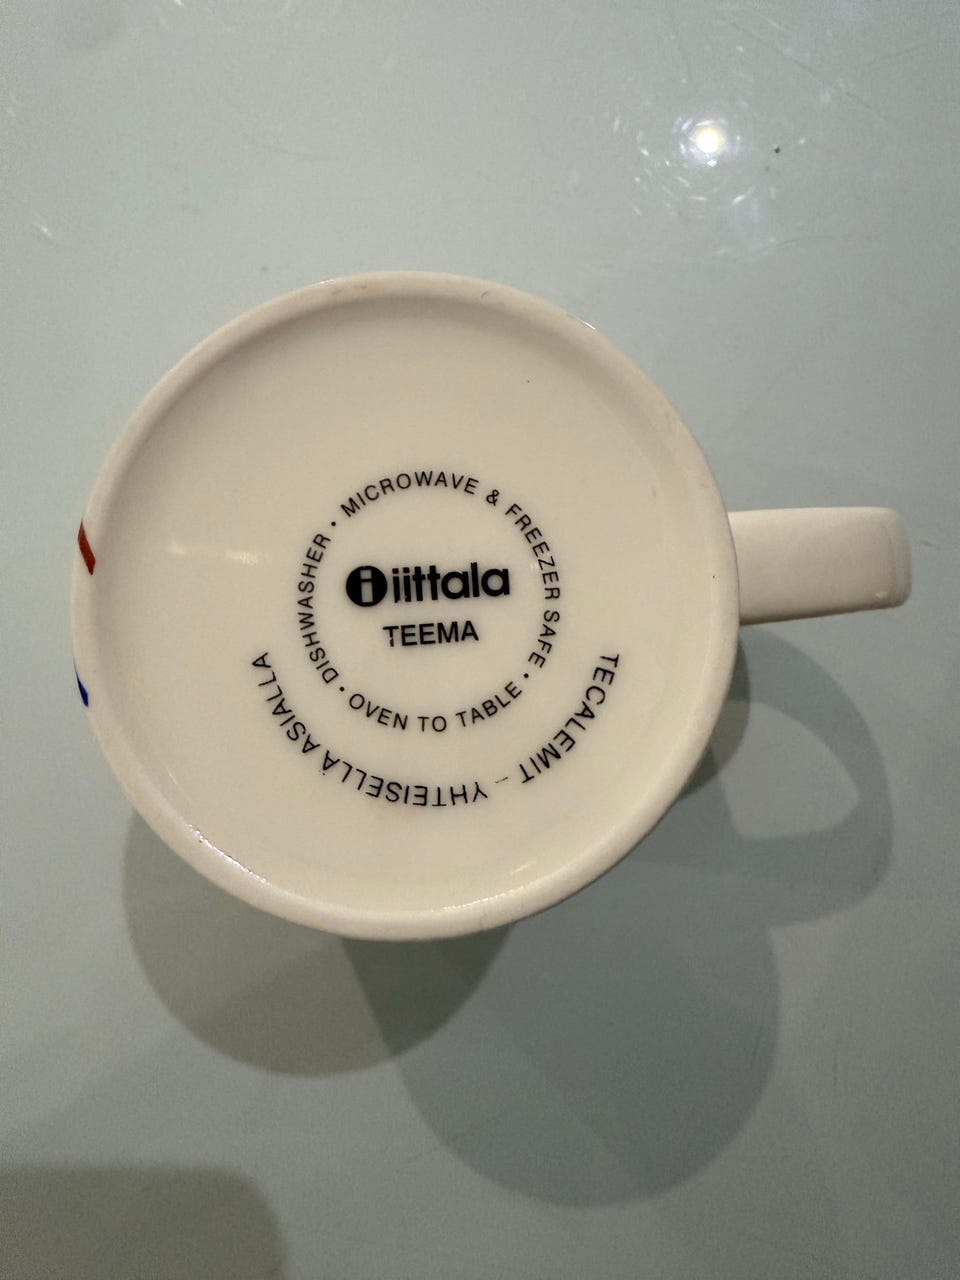 MICROWAVE & FREEZER SAFE • OVEN TO TABLE • DISHWASHER •
iittala
TEEMA
TECALEMIT – YHTEISELLÄ ASIALLA